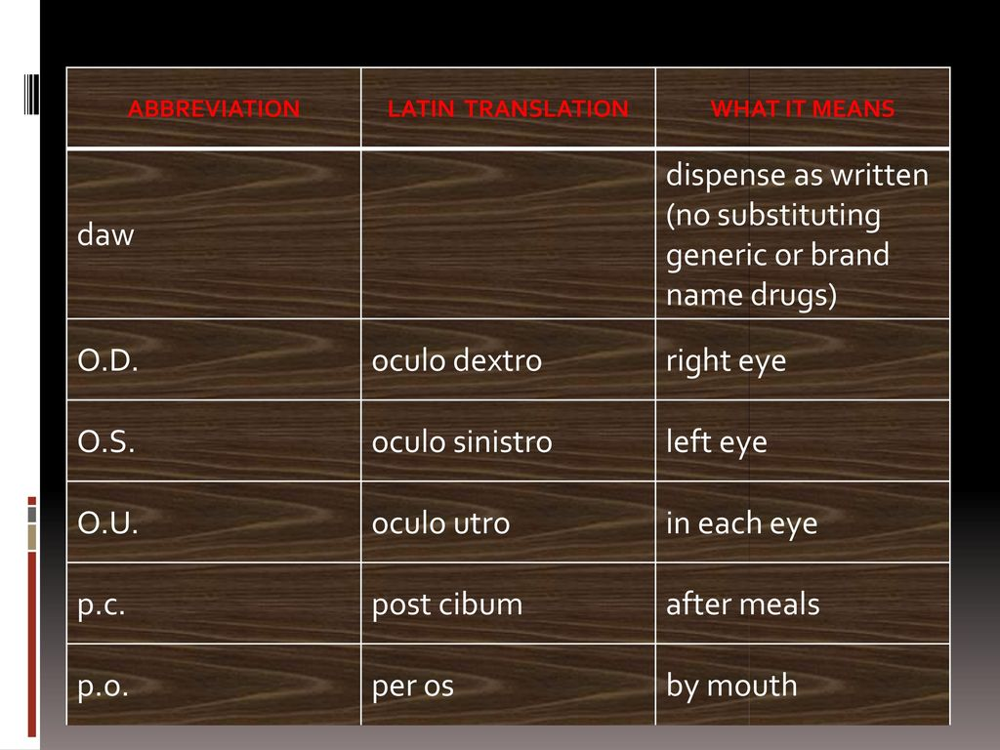 ABBREVIATION LATIN TRANSLATION WHAT IT MEANS
daw
dispense as written
(no substituting
generic or brand
name drugs)
O.D. oculo dextro right eye
O.S. oculo sinistro left eye
O.U. oculo utro in each eye
p.c. post cibum after meals
p.o. per os by mouth